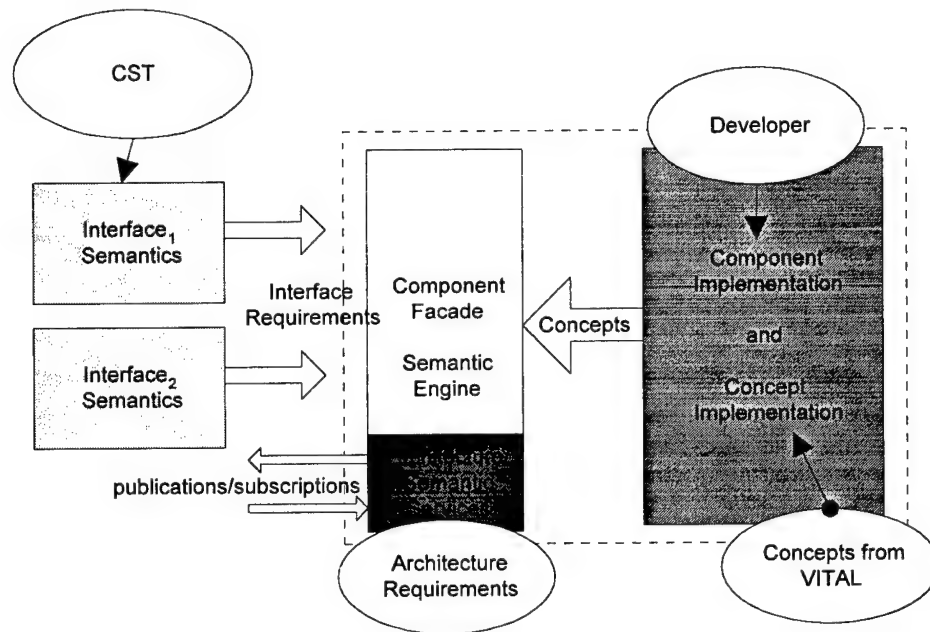 CST
Developer
Interface1
Semantics
Interface
Requirements
Component
Facade
Semantic
Engine
Concepts
Component
Implementation
and
Concept
Implementation
Interface2
Semantics
publications/subscriptions
Semantic
Architecture
Requirements
Concepts from
VITAL